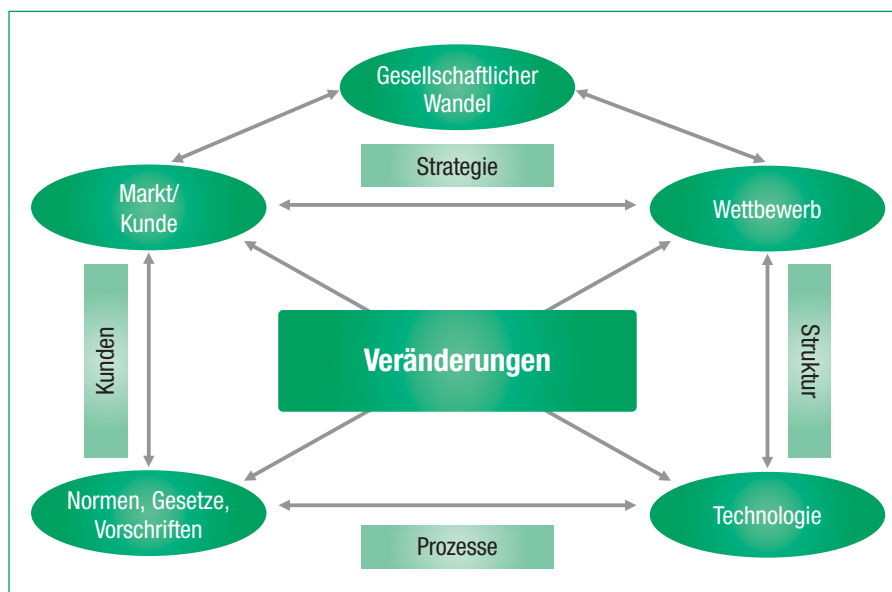 Gesellschaftlicher
Wandel
Strategie
Markt/
Kunde
Wettbewerb
Kunden
Veränderungen
Struktur
Normen, Gesetze,
Vorschriften
Technologie
Prozesse